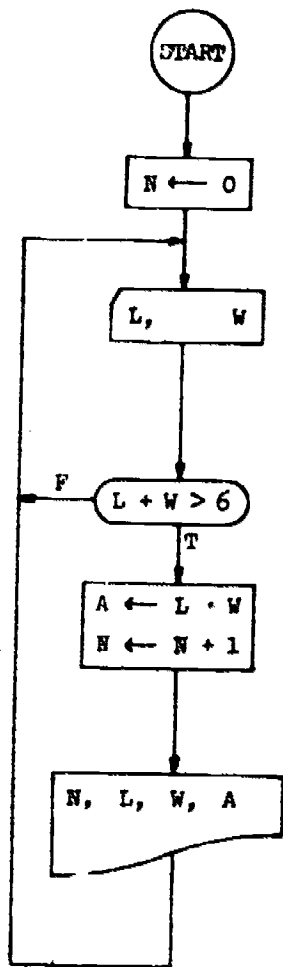 START
N ← 0
L, W
F
L + W > 6
T
A ← L · W
N ← N + 1
N, L, W, A